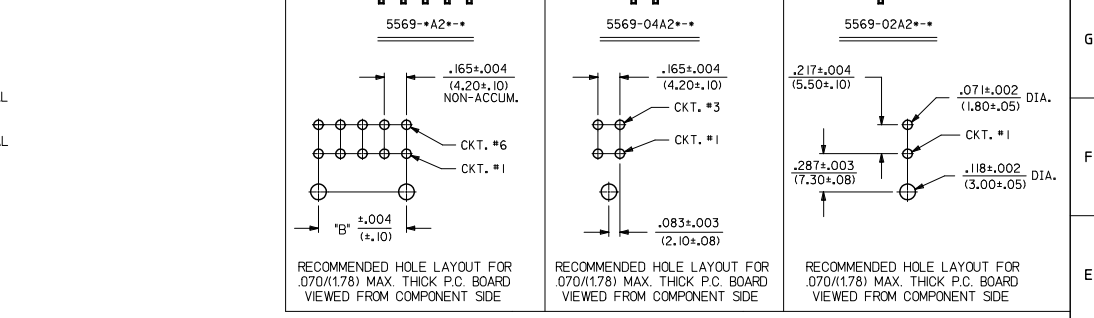 5569-*A2*-*
.165±.004
(4.20±.10)
NON-ACCUM.
CKT. #6
CKT. #1
"B" ±.004
(±.10)
RECOMMENDED HOLE LAYOUT FOR
.070/(1.78) MAX. THICK P.C. BOARD
VIEWED FROM COMPONENT SIDE
5569-04A2*-*
.165±.004
(4.20±.10)
CKT. #3
CKT. #1
.083±.003
(2.10±.08)
RECOMMENDED HOLE LAYOUT FOR
.070/(1.78) MAX. THICK P.C. BOARD
VIEWED FROM COMPONENT SIDE
5569-02A2*-*
.217±.004
(5.50±.10)
.071±.002 DIA.
(1.80±.05)
CKT. #1
.287±.003
(7.30±.08)
.118±.002 DIA.
(3.00±.05)
RECOMMENDED HOLE LAYOUT FOR
.070/(1.78) MAX. THICK P.C. BOARD
VIEWED FROM COMPONENT SIDE
G
F
E